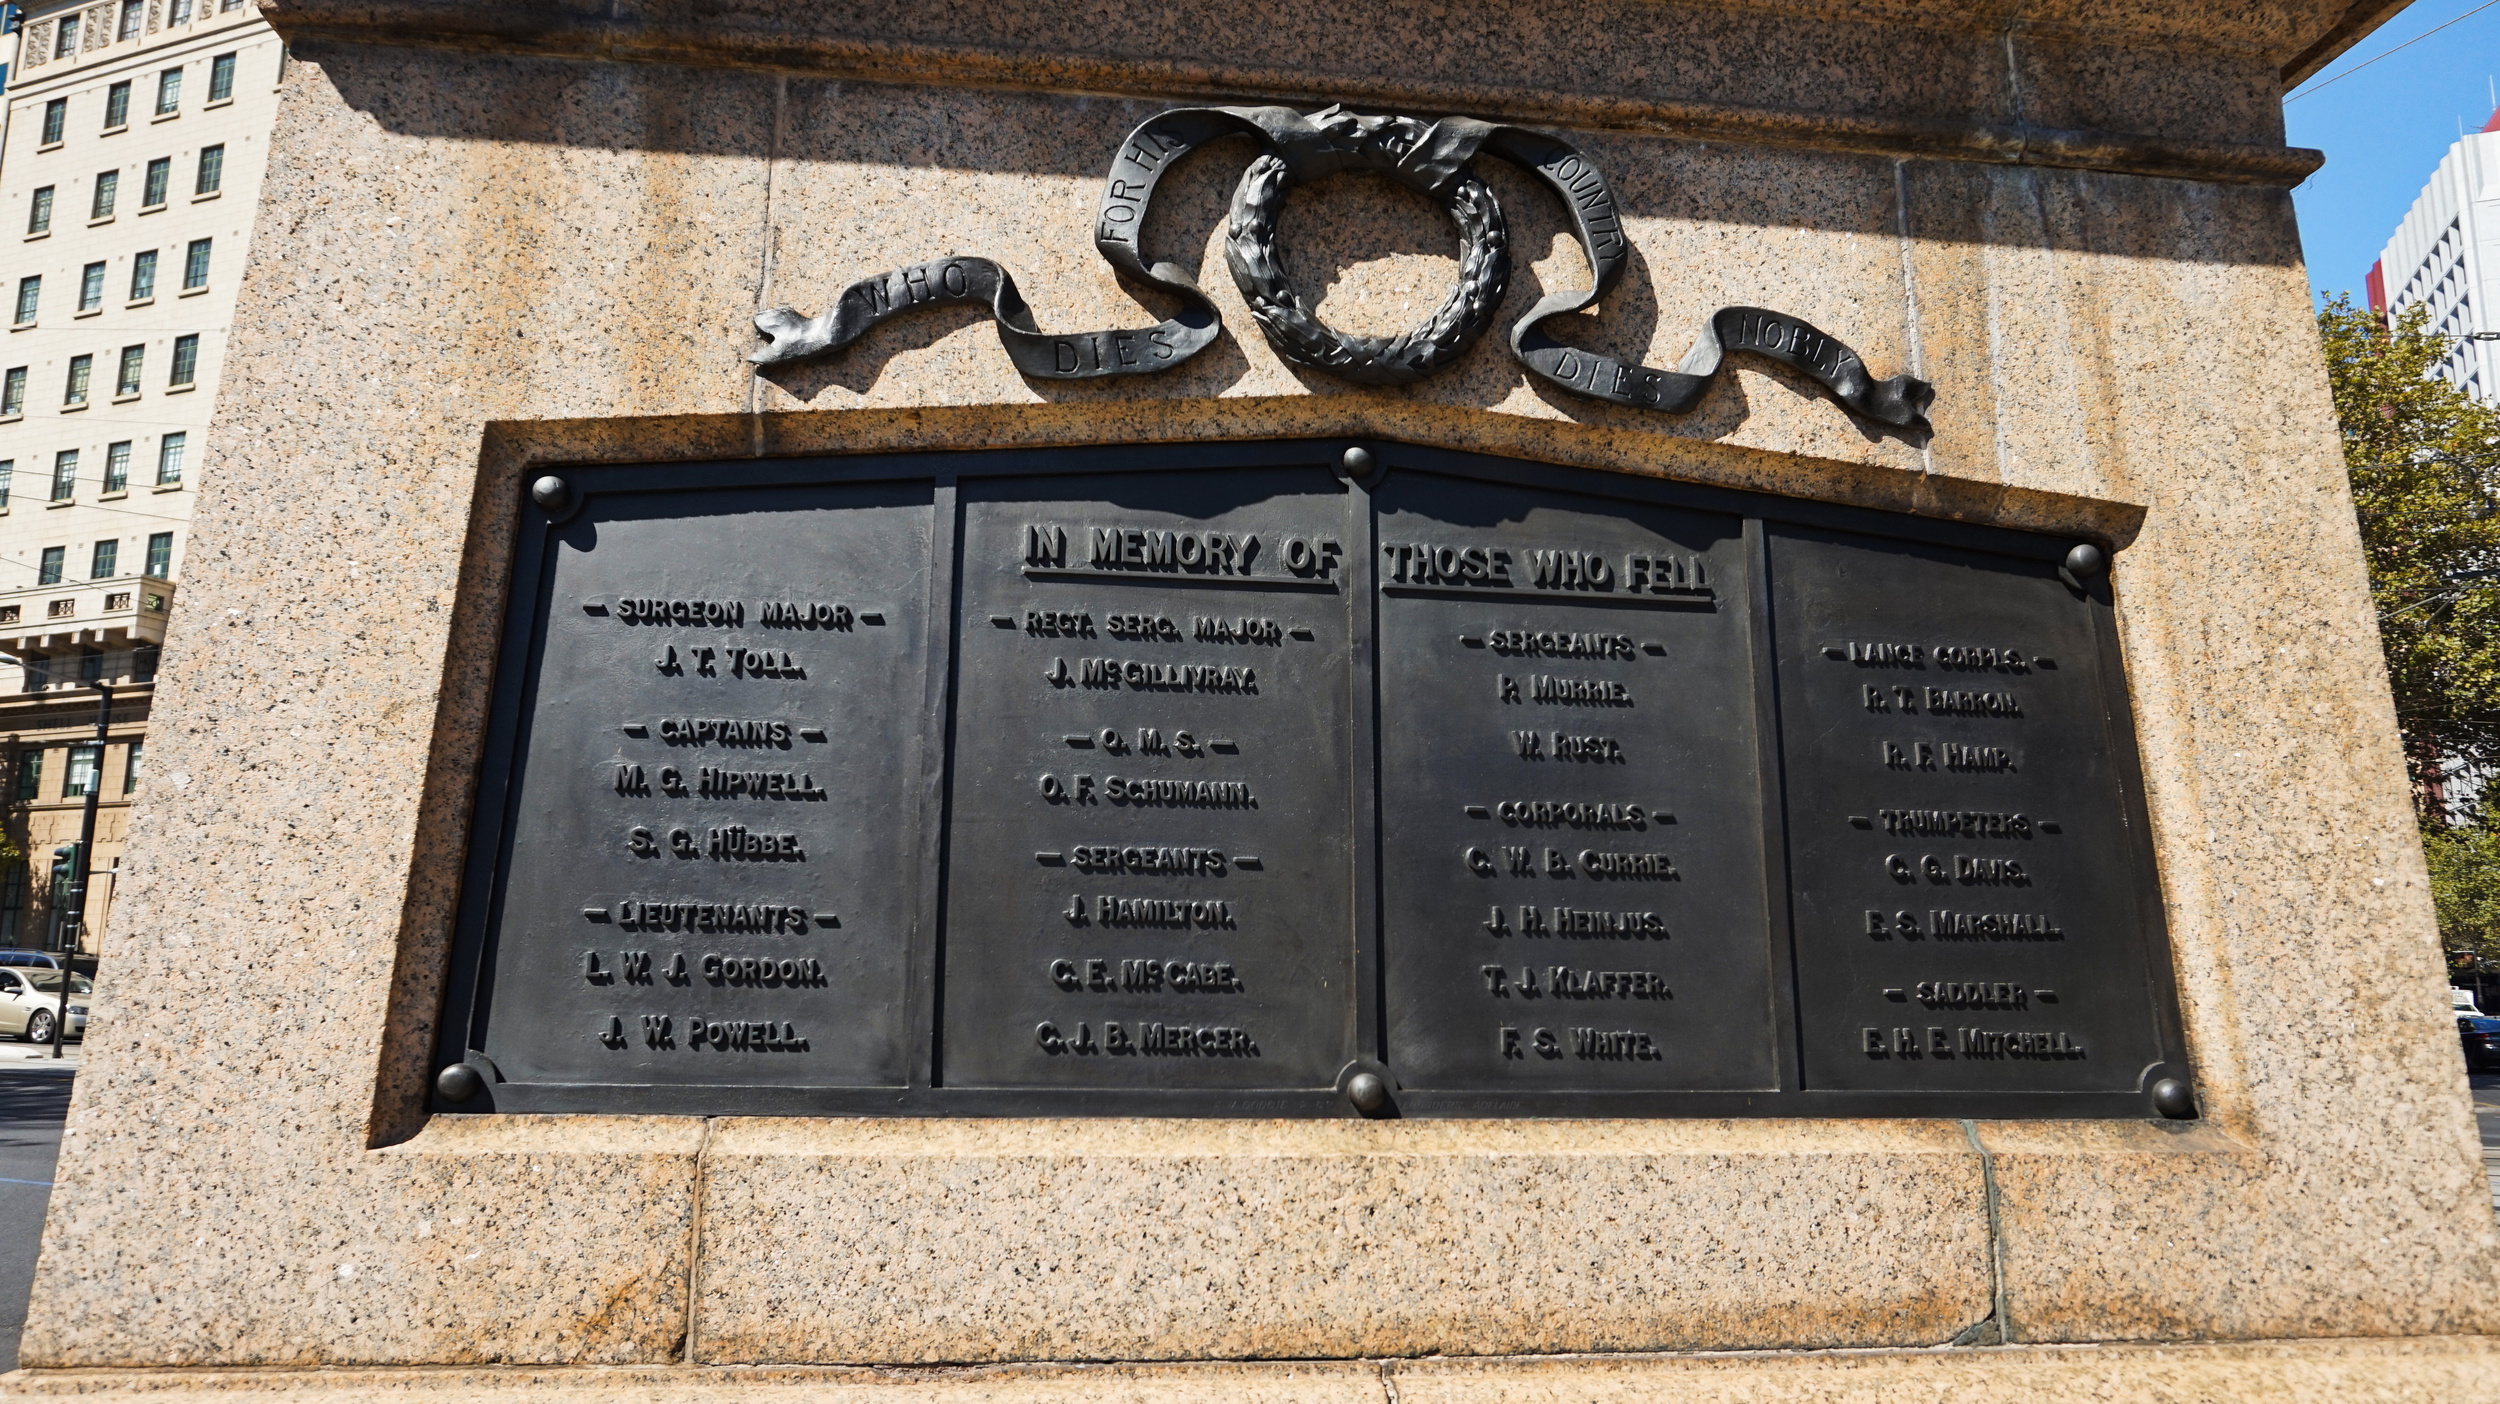 WHO DIES FOR HIS COUNTRY DIES NOBLY
IN MEMORY OF THOSE WHO FELL
— SURGEON MAJOR —
J. T. TOLL.
— CAPTAINS —
M. G. HIPWELL.
S. G. HÜBBE.
— LIEUTENANTS —
L. W. J. GORDON.
J. W. POWELL.
— REGT. SERG. MAJOR —
J. McGILLIVRAY.
— Q. M. S. —
O. F. SCHUMANN.
— SERGEANTS —
J. HAMILTON.
C. E. McCABE.
C. J. B. MERCER.
— SERGEANTS —
P. MURRIE.
W. RUST.
— CORPORALS —
C. W. B. CURRIE.
J. H. HEINJUS.
T. J. KLAFFER.
F. S. WHITE.
— LANCE CORPLS. —
R. T. BARRON.
R. F. HAMP.
— TRUMPETERS —
C. G. DAVIS.
E. S. MARSHALL.
— SADDLER —
E. H. E. MITCHELL.